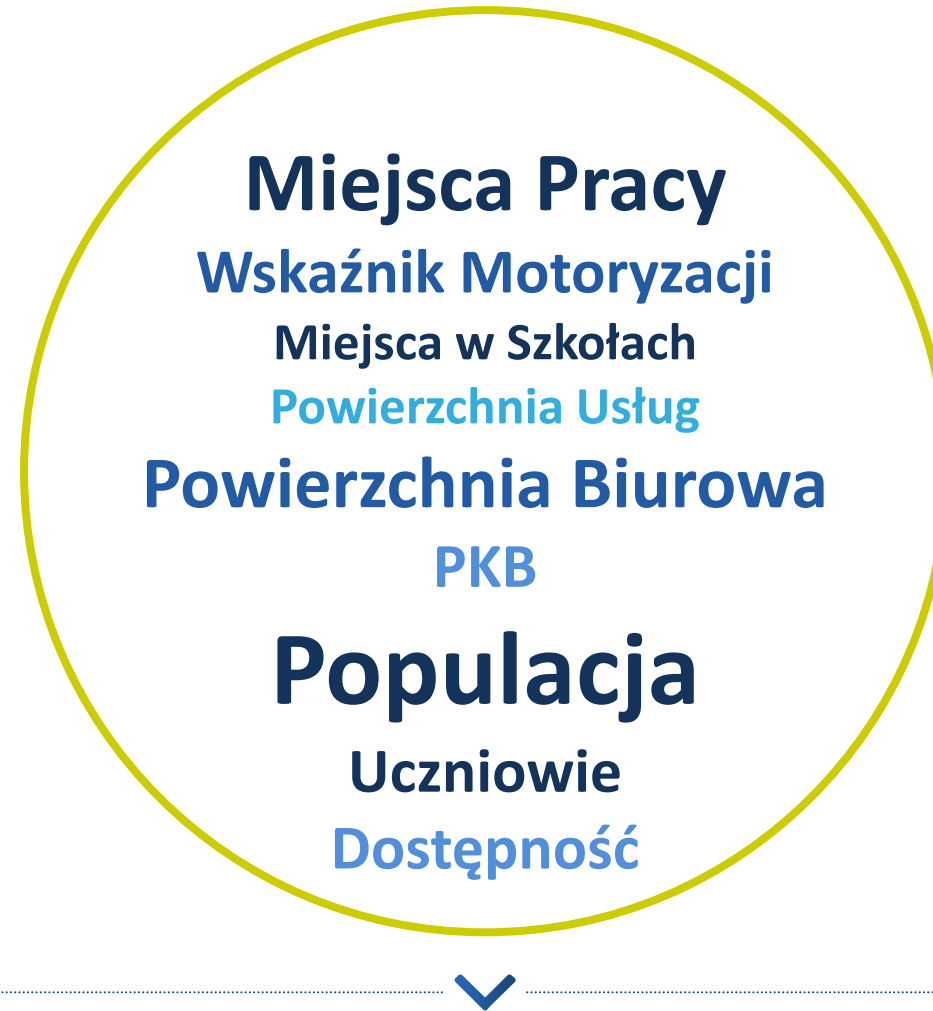 Miejsca Pracy
Wskaźnik Motoryzacji
Miejsca w Szkołach
Powierzchnia Usług
Powierzchnia Biurowa
PKB
Populacja
Uczniowie
Dostępność